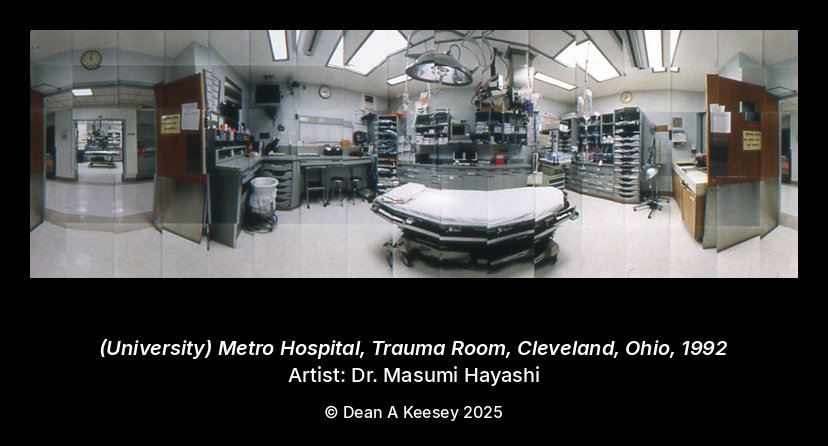 (University) Metro Hospital, Trauma Room, Cleveland, Ohio, 1992
Artist: Dr. Masumi Hayashi
© Dean A Keesey 2025